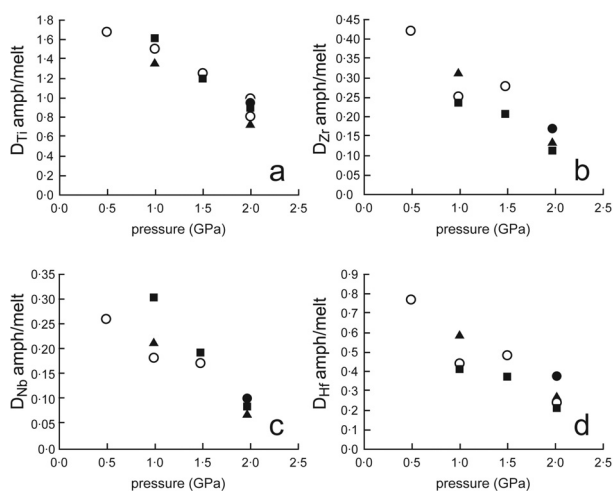 D_Ti amph/melt
1·8
1·6
1·4
1·2
1·0
0·8
0·6
0·4
0·2
0
0·0 0·5 1·0 1·5 2·0 2·5
pressure (GPa)
a
D_Zr amph/melt
0·45
0·40
0·35
0·30
0·25
0·20
0·15
0·10
0·05
0·00
0·0 0·5 1·0 1·5 2·0 2·5
pressure (GPa)
b
D_Nb amph/melt
0·35
0·30
0·25
0·20
0·15
0·10
0·05
0·00
0·0 0·5 1·0 1·5 2·0 2·5
pressure (GPa)
c
D_Hf amph/melt
0·9
0·8
0·7
0·6
0·5
0·4
0·3
0·2
0·1
0·0
0·0 0·5 1·0 1·5 2·0 2·5
pressure (GPa)
d